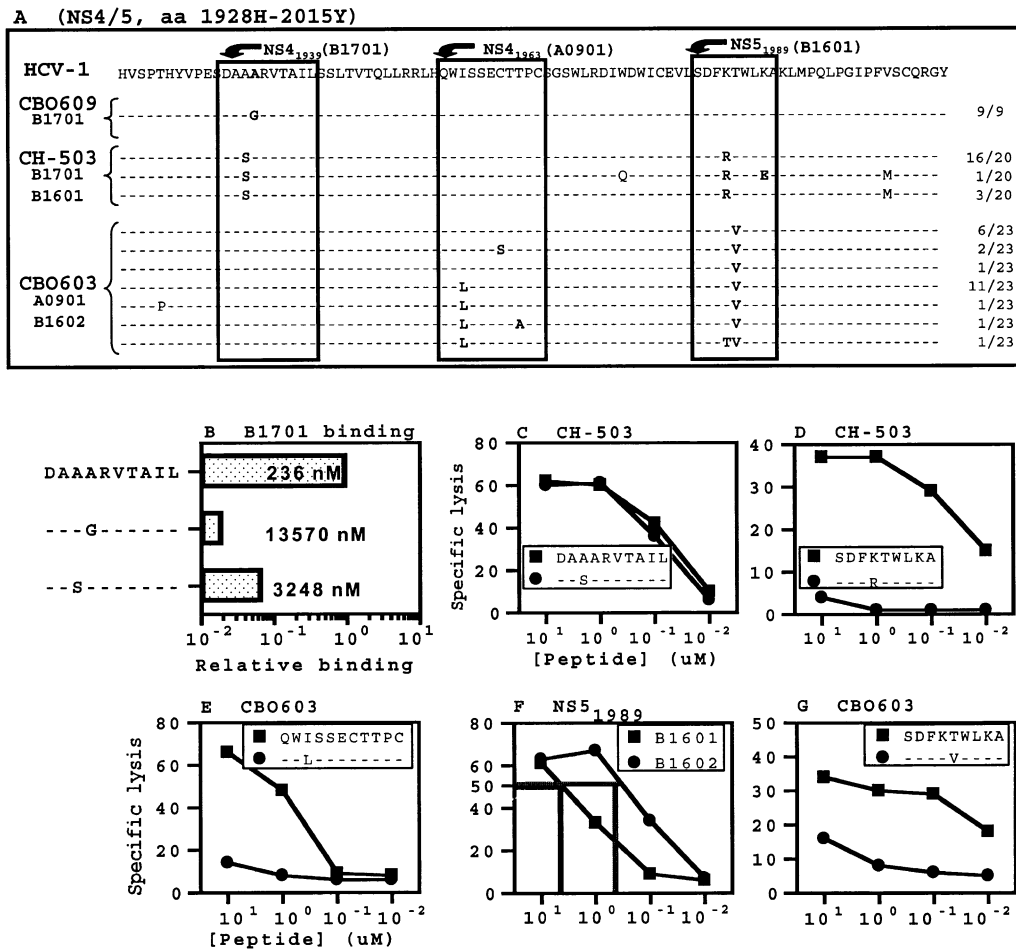 A (NS4/5, aa 1928H-2015Y)
NS4₁₉₃₉(B1701) NS4₁₉₆₃(A0901) NS5₁₉₈₉(B1601)
HCV-1 HVSPTHYVPESDAAARVTAILSSLTVTQLLRRLHQWISSECTTPCSGSWLRDIWDWICEVLSDFKTWLKAKLMPQLPGIPFVSCQRGY
CBO609
B1701
G 9/9
CH-503 S R 16/20
B1701 S Q R E M 1/20
B1601 S R M 3/20
V 6/23
S V 2/23
V 1/23
CBO603 L V 11/23
A0901 P L V 1/23
B1602 L A V 1/23
L TV 1/23
B B1701 binding
DAAARVTAIL 236 nM
---G------ 13570 nM
--S------- 3248 nM
10⁻² 10⁻¹ 10⁰ 10¹
Relative binding
C CH-503
Specific lysis
80
60
40
20
0
DAAARVTAIL
--S-------
10¹ 10⁰ 10⁻¹ 10⁻²
[Peptide] (uM)
D CH-503
40
30
20
10
0
SDFKTWLKA
---R-----
10¹ 10⁰ 10⁻¹ 10⁻²
E CBO603
Specific lysis
80
60
40
20
0
QWISSECTTPC
--L--------
10¹ 10⁰ 10⁻¹ 10⁻²
[Peptide] (uM)
F NS5₁₉₈₉
80
60
50
40
20
0
B1601
B1602
10¹ 10⁰ 10⁻¹ 10⁻²
G CBO603
50
40
30
20
10
0
SDFKTWLKA
----V----
10¹ 10⁰ 10⁻¹ 10⁻²